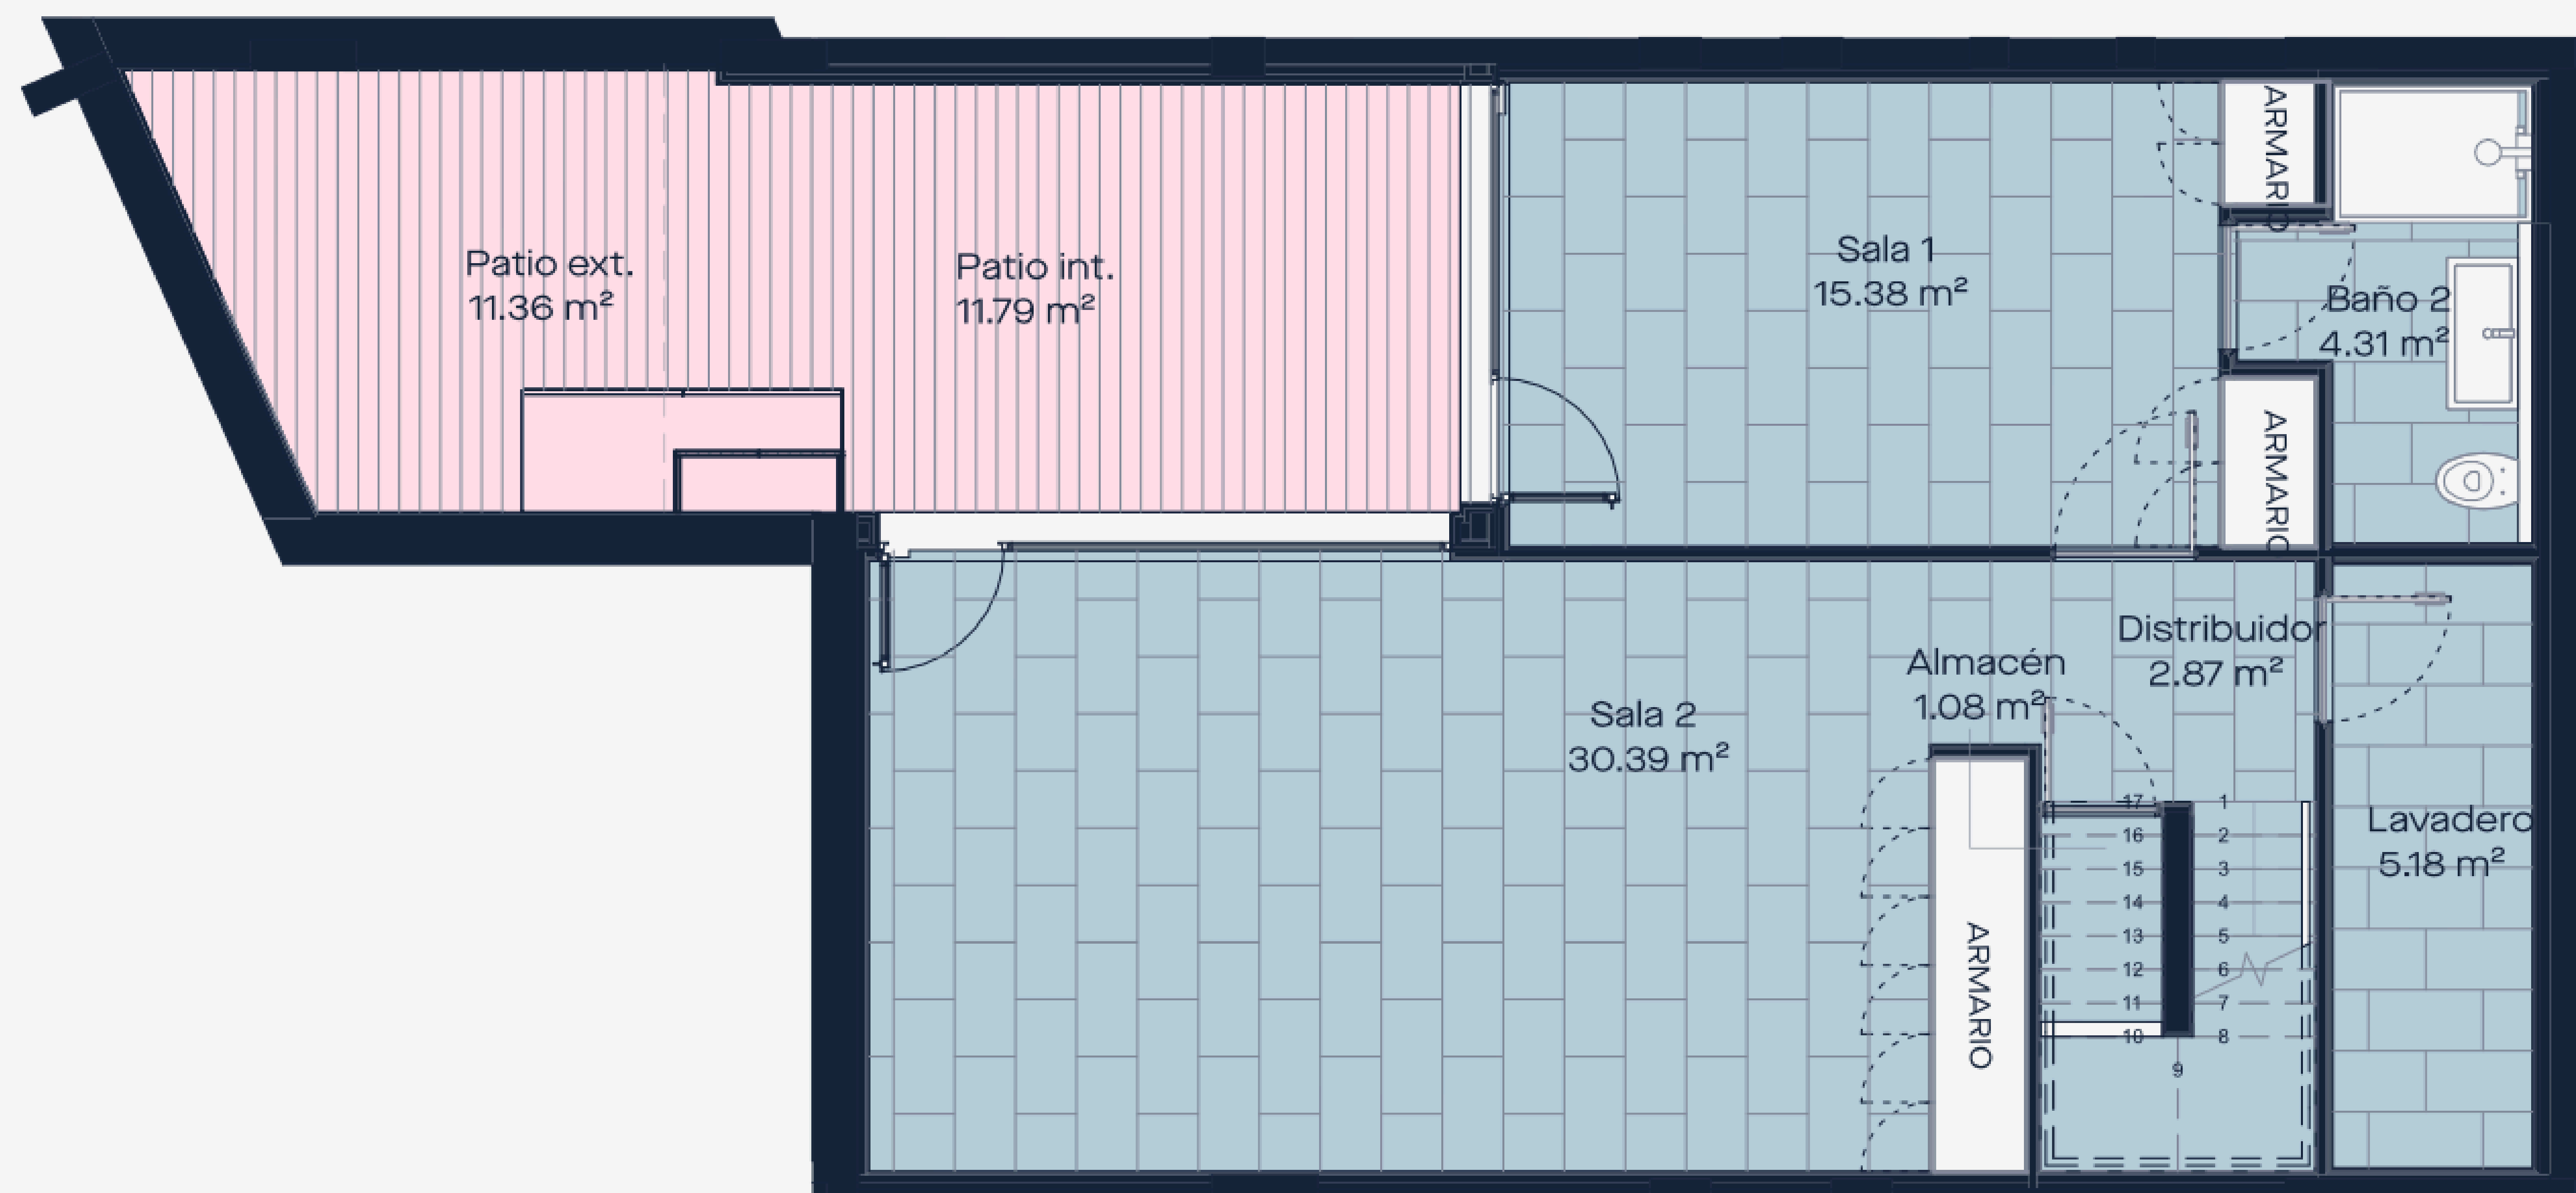 Patio ext.
11.36 m²
Patio int.
11.79 m²
Sala 1
15.38 m²
ARMARIO
Baño 2
4.31 m²
ARMARIO
Distribuidor
2.87 m²
Almacén
1.08 m²
Sala 2
30.39 m²
Lavadero
5.18 m²
ARMARIO
17 1
16 2
15 3
14 4
13 5
12 6
11 7
10 8
9